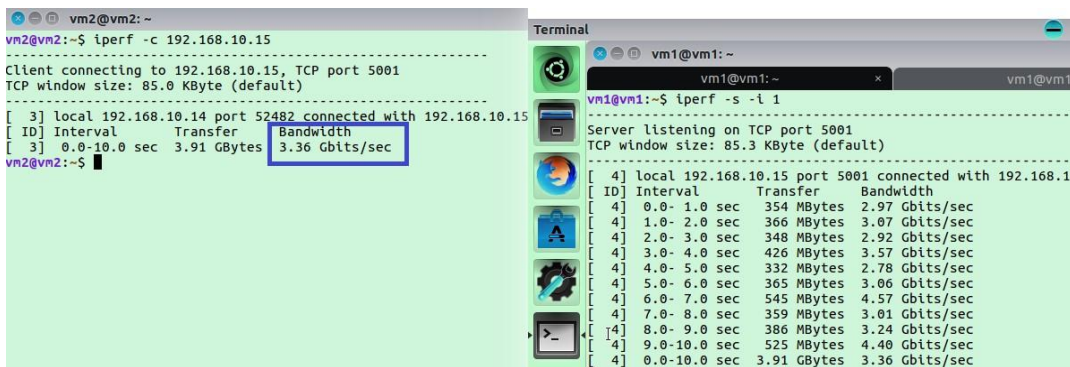 vm2@vm2: ~
vm2@vm2:~$ iperf -c 192.168.10.15
------------------------------------------------------------
Client connecting to 192.168.10.15, TCP port 5001
TCP window size: 85.0 KByte (default)
------------------------------------------------------------
[  3] local 192.168.10.14 port 52482 connected with 192.168.10.15
[ ID] Interval       Transfer     Bandwidth
[  3]  0.0-10.0 sec  3.91 GBytes  3.36 Gbits/sec
vm2@vm2:~$
Terminal
vm1@vm1: ~
vm1@vm1: ~ ×
vm1@vm1
vm1@vm1:~$ iperf -s -i 1
------------------------------------------------------------
Server listening on TCP port 5001
TCP window size: 85.3 KByte (default)
------------------------------------------------------------
[  4] local 192.168.10.15 port 5001 connected with 192.168.1
[ ID] Interval       Transfer     Bandwidth
[  4]  0.0- 1.0 sec   354 MBytes  2.97 Gbits/sec
[  4]  1.0- 2.0 sec   366 MBytes  3.07 Gbits/sec
[  4]  2.0- 3.0 sec   348 MBytes  2.92 Gbits/sec
[  4]  3.0- 4.0 sec   426 MBytes  3.57 Gbits/sec
[  4]  4.0- 5.0 sec   332 MBytes  2.78 Gbits/sec
[  4]  5.0- 6.0 sec   365 MBytes  3.06 Gbits/sec
[  4]  6.0- 7.0 sec   545 MBytes  4.57 Gbits/sec
[  4]  7.0- 8.0 sec   359 MBytes  3.01 Gbits/sec
[  4]  8.0- 9.0 sec   386 MBytes  3.24 Gbits/sec
[  4]  9.0-10.0 sec   525 MBytes  4.40 Gbits/sec
[  4]  0.0-10.0 sec  3.91 GBytes  3.36 Gbits/sec